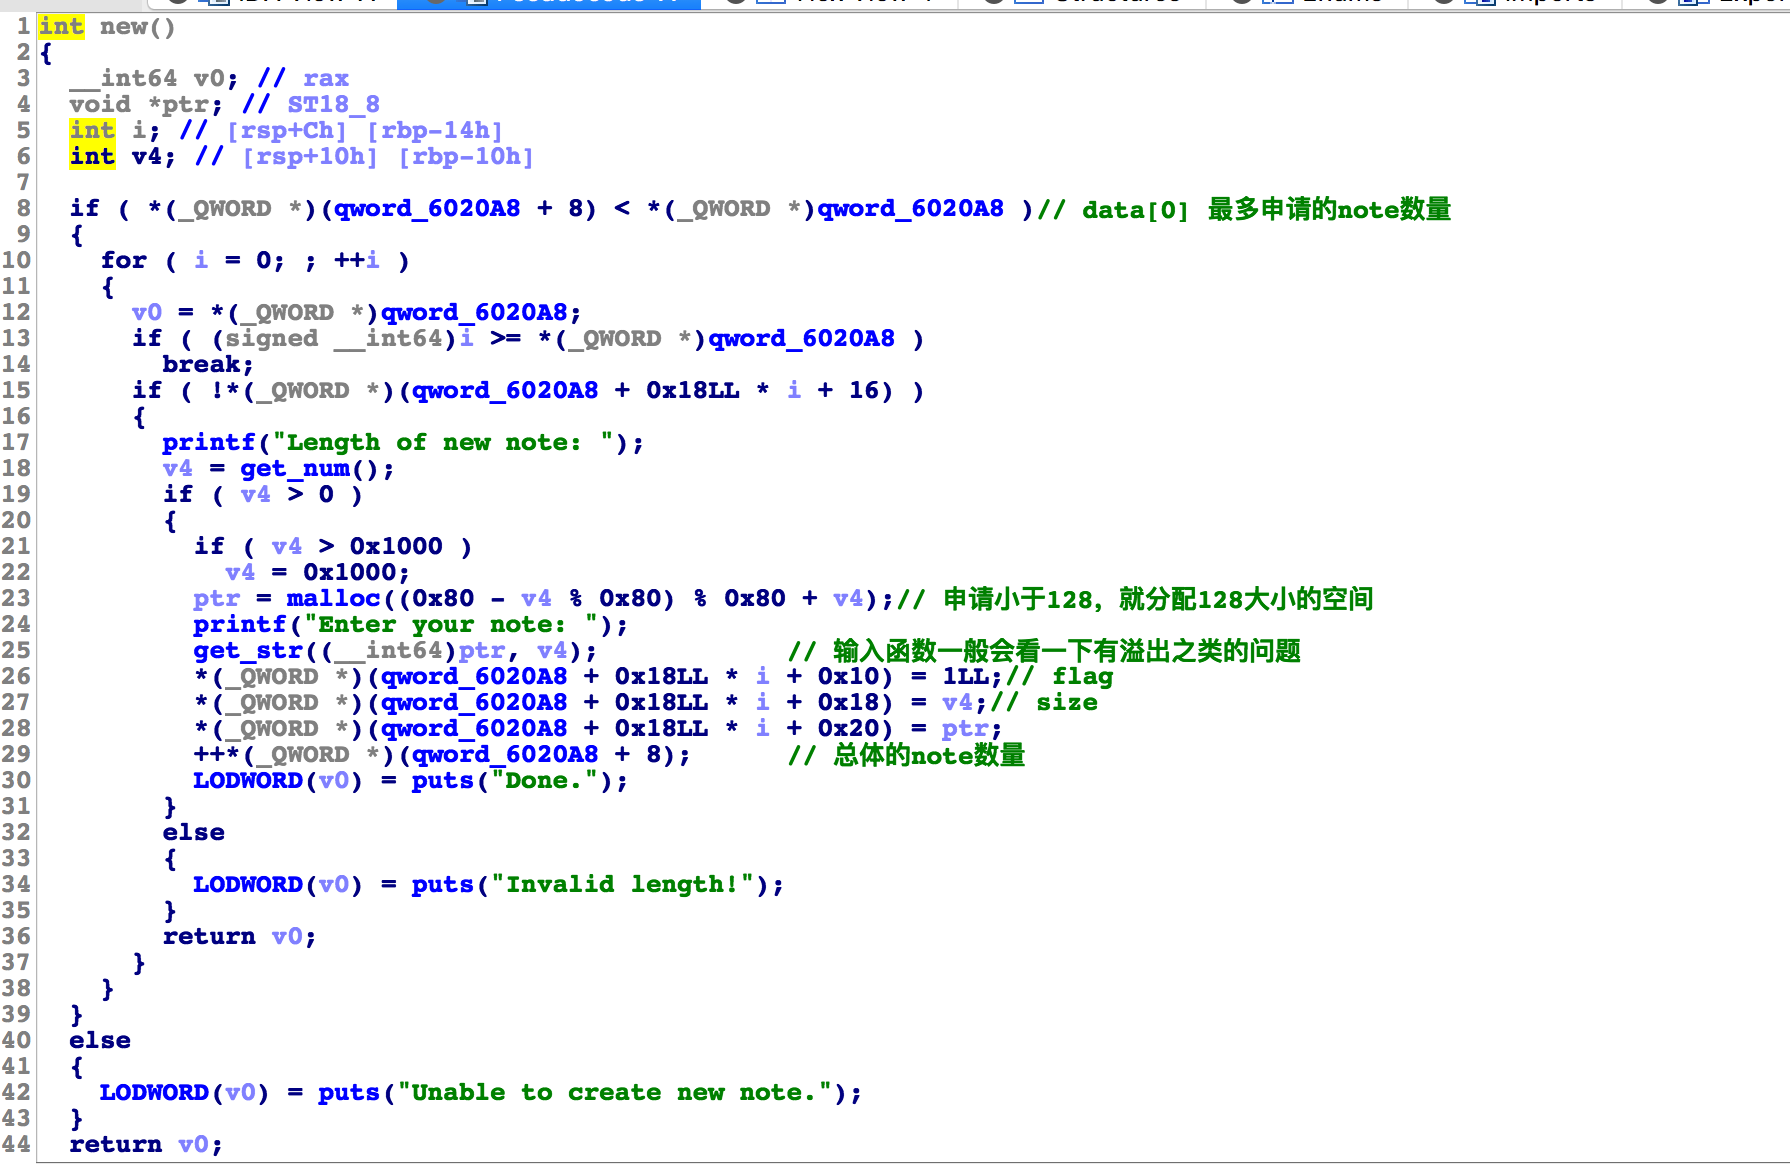 1 int new()
2 {
3   __int64 v0; // rax
4   void *ptr; // ST18_8
5   int i; // [rsp+Ch] [rbp-14h]
6   int v4; // [rsp+10h] [rbp-10h]
7
8   if ( *(_QWORD *)(qword_6020A8 + 8) < *(_QWORD *)qword_6020A8 )// data[0] 最多申请的note数量
9   {
10     for ( i = 0; ; ++i )
11     {
12       v0 = *(_QWORD *)qword_6020A8;
13       if ( (signed __int64)i >= *(_QWORD *)qword_6020A8 )
14         break;
15       if ( !*(_QWORD *)(qword_6020A8 + 0x18LL * i + 16) )
16       {
17         printf("Length of new note: ");
18         v4 = get_num();
19         if ( v4 > 0 )
20         {
21           if ( v4 > 0x1000 )
22             v4 = 0x1000;
23           ptr = malloc((0x80 - v4 % 0x80) % 0x80 + v4);// 申请小于128，就分配128大小的空间
24           printf("Enter your note: ");
25           get_str((__int64)ptr, v4);            // 输入函数一般会看一下有溢出之类的问题
26           *(_QWORD *)(qword_6020A8 + 0x18LL * i + 0x10) = 1LL;// flag
27           *(_QWORD *)(qword_6020A8 + 0x18LL * i + 0x18) = v4;// size
28           *(_QWORD *)(qword_6020A8 + 0x18LL * i + 0x20) = ptr;
29           ++*(_QWORD *)(qword_6020A8 + 8);      // 总体的note数量
30           LODWORD(v0) = puts("Done.");
31         }
32         else
33         {
34           LODWORD(v0) = puts("Invalid length!");
35         }
36         return v0;
37       }
38     }
39   }
40   else
41   {
42     LODWORD(v0) = puts("Unable to create new note.");
43   }
44   return v0;